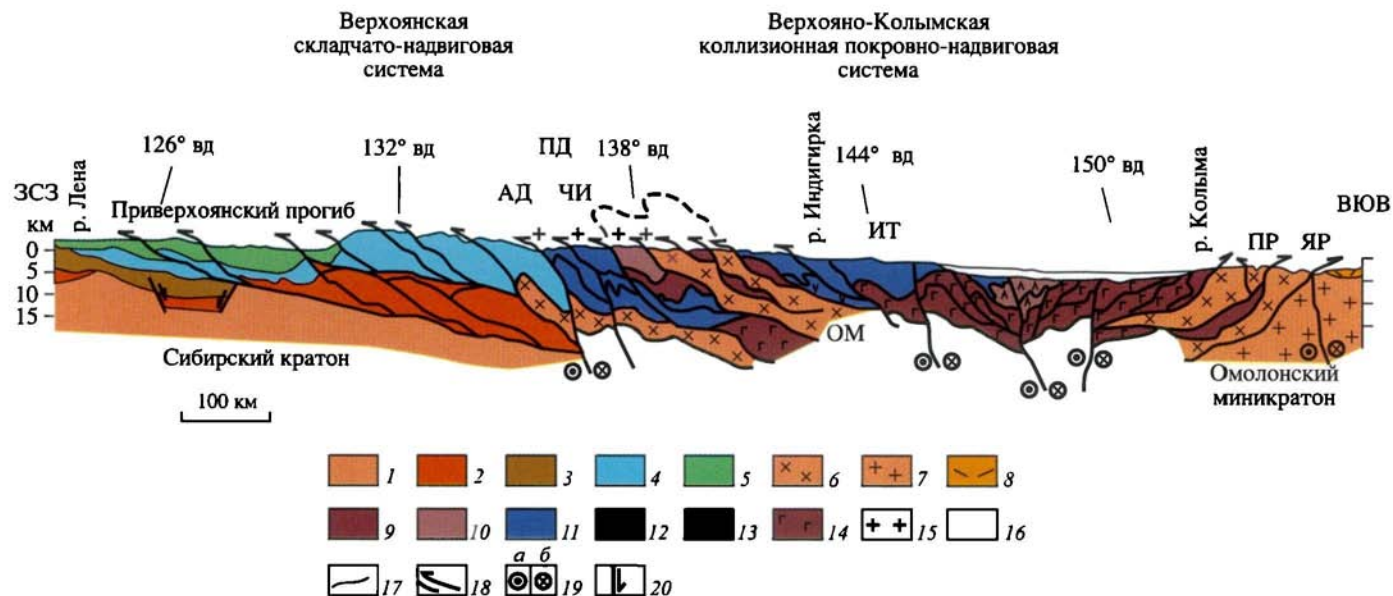 Верхоянская
складчато-надвиговая
система
Верхояно-Колымская
коллизионная покровно-надвиговая
система
126° вд
132° вд
ПД
138° вд
р. Индигирка
144° вд
150° вд
р. Колыма
ЗСЗ
р. Лена
АД
ЧИ
ИТ
ПР
ЯР
ВЮВ
км
Приверхоянский прогиб
0
5
10
15
ОМ
Сибирский кратон
Омолонский
миникратон
100 км
1 2 3 4 5 6 7 8
9 10 11 12 13 14 15 16
а б
17 18 19 20